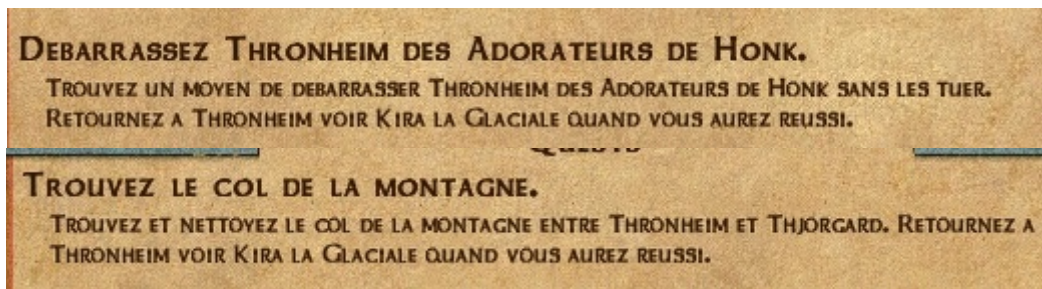 Debarrassez Thronheim des Adorateurs de Honk.
Trouvez un moyen de debarrasser Thronheim des Adorateurs de Honk sans les tuer.
Retournez a Thronheim voir Kira la Glaciale quand vous aurez reussi.
Quests
Trouvez le col de la montagne.
Trouvez et nettoyez le col de la montagne entre Thronheim et Thjorgard. Retournez a
Thronheim voir Kira la Glaciale quand vous aurez reussi.